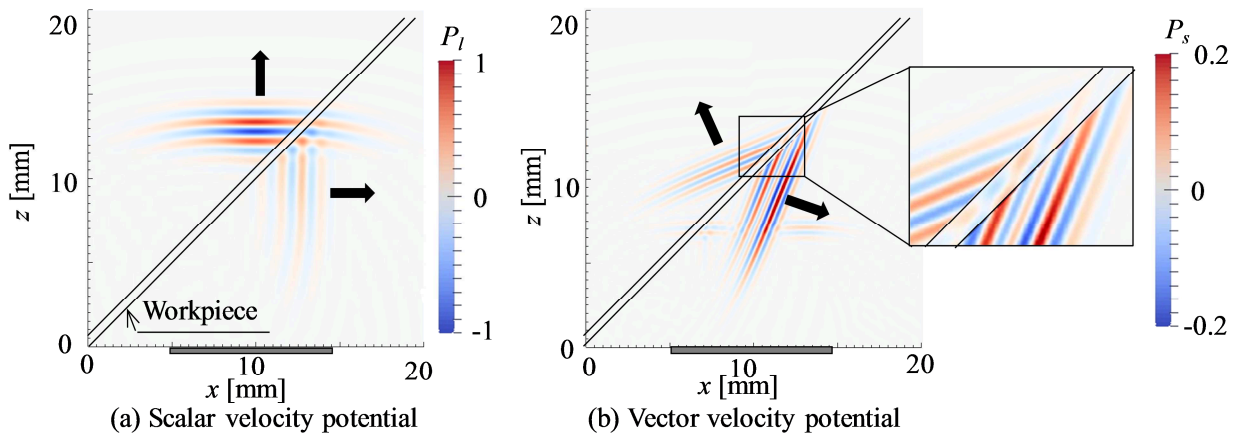 20
z [mm]
10
0
0
10
20
x [mm]
Workpiece
P_l
1
0
-1
(a) Scalar velocity potential
20
z [mm]
10
0
0
10
20
x [mm]
P_s
0.2
0
-0.2
(b) Vector velocity potential